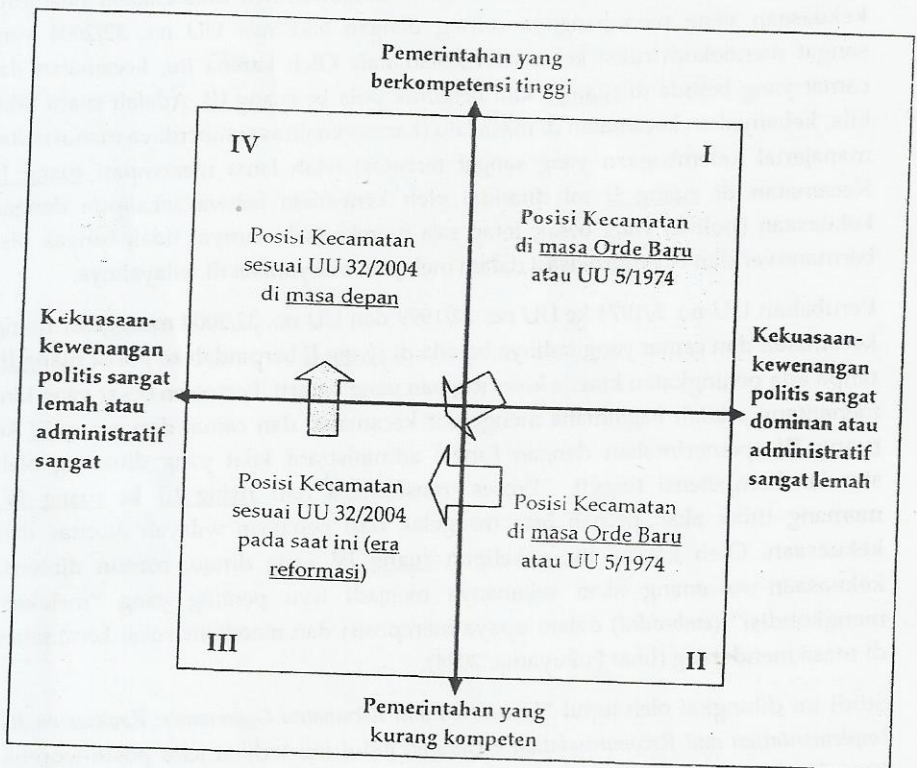 Pemerintahan yang
berkompetensi tinggi
IV
I
Posisi Kecamatan
sesuai UU 32/2004
di masa depan
Posisi Kecamatan
di masa Orde Baru
atau UU 5/1974
Kekuasaan-
kewenangan
politis sangat
lemah atau
administratif
sangat
Kekuasaan-
kewenangan
politis sangat
dominan atau
administratif
sangat lemah
Posisi Kecamatan
sesuai UU 32/2004
pada saat ini (era
reformasi)
Posisi Kecamatan
di masa Orde Baru
atau UU 5/1974
III
II
Pemerintahan yang
kurang kompeten